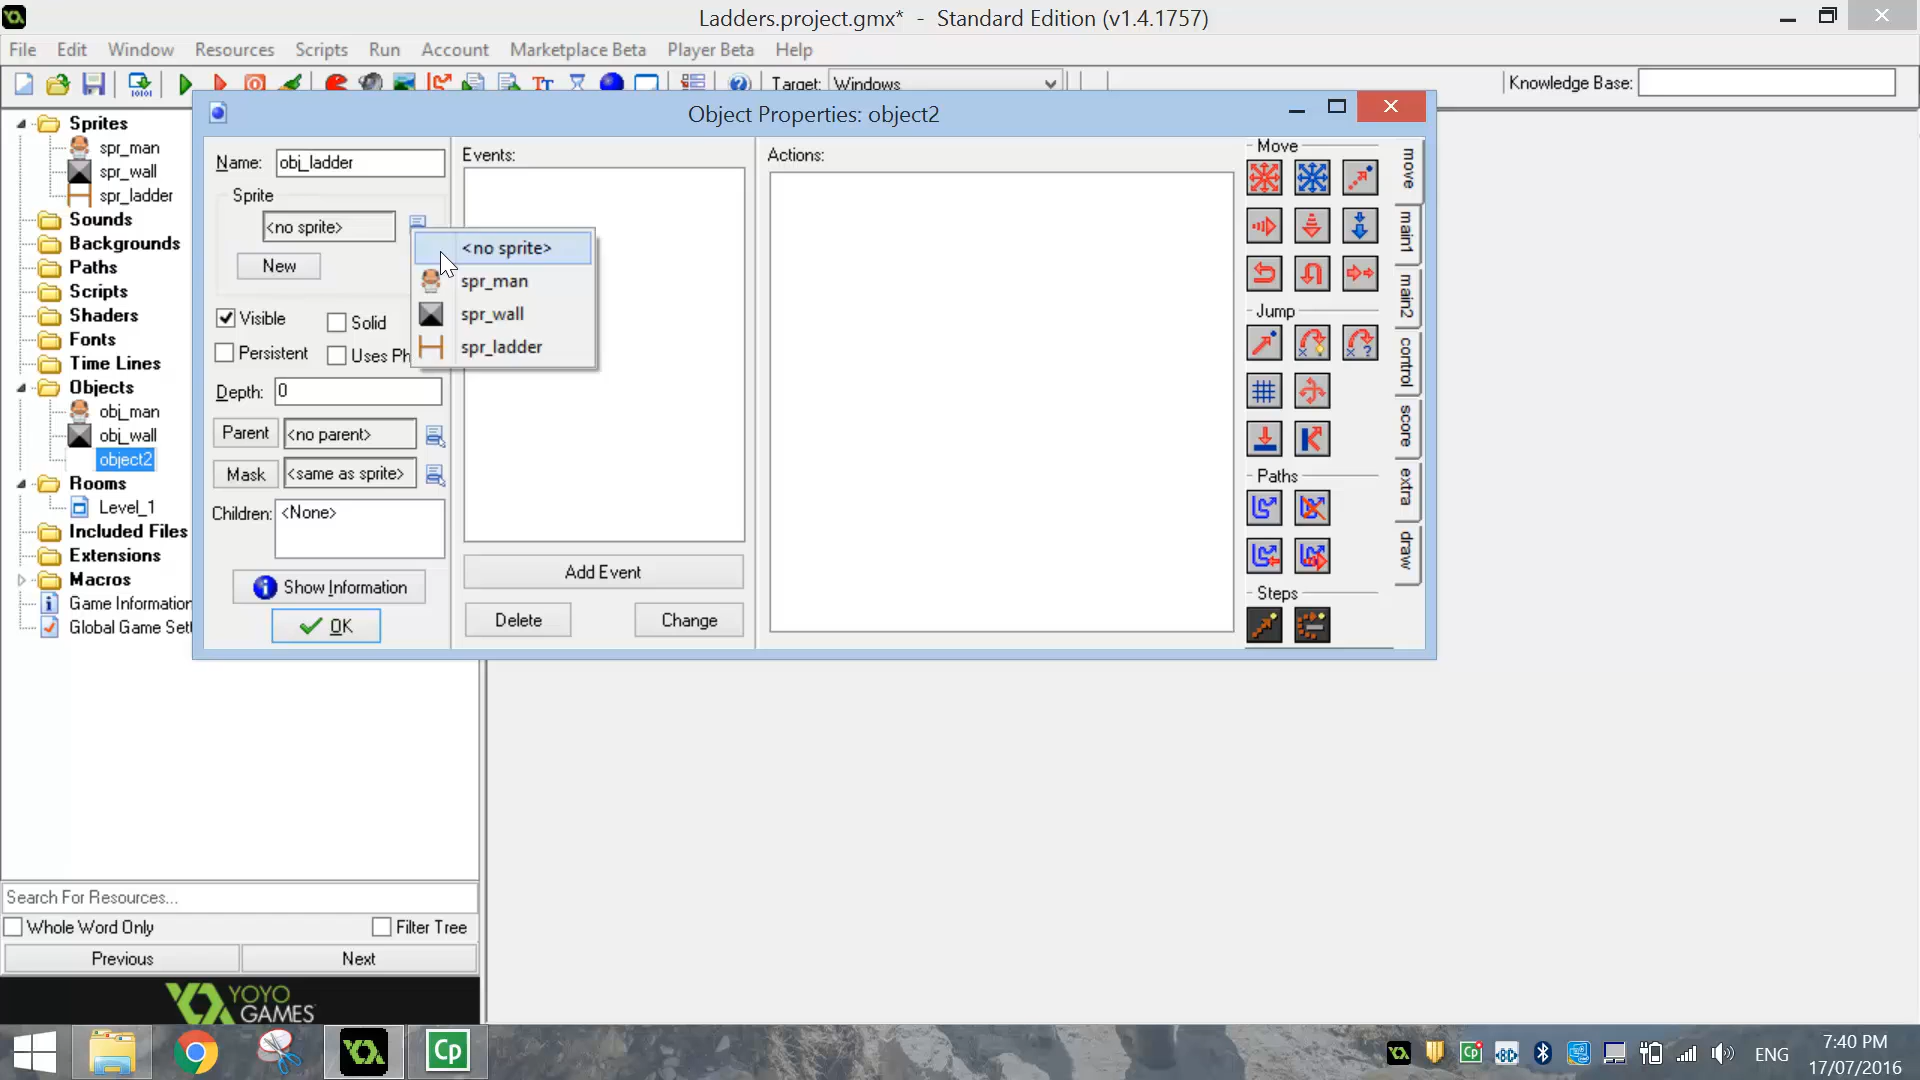 Ladders.project.gmx* - Standard Edition (v1.4.1757)
File Edit Window Resources Scripts Run Account Marketplace Beta Player Beta Help
Target: Windows
Knowledge Base:
Sprites
spr_man
spr_wall
spr_ladder
Sounds
Backgrounds
Paths
Scripts
Shaders
Fonts
Time Lines
Objects
obj_man
obj_wall
object2
Rooms
Level_1
Included Files
Extensions
Macros
Game Information
Global Game Set
Object Properties: object2
Name: obj_ladder
Sprite
<no sprite>
New
Visible Solid
Persistent Uses Ph
Depth: 0
Parent <no parent>
Mask <same as sprite>
Children: <None>
Show Information
OK
<no sprite>
spr_man
spr_wall
spr_ladder
Events:
Add Event
Delete Change
Actions:
Move
Jump
Paths
Steps
move
main1
main2
control
score
extra
draw
Search For Resources...
Whole Word Only Filter Tree
Previous Next
YOYO
GAMES
Cp
ENG
7:40 PM
17/07/2016